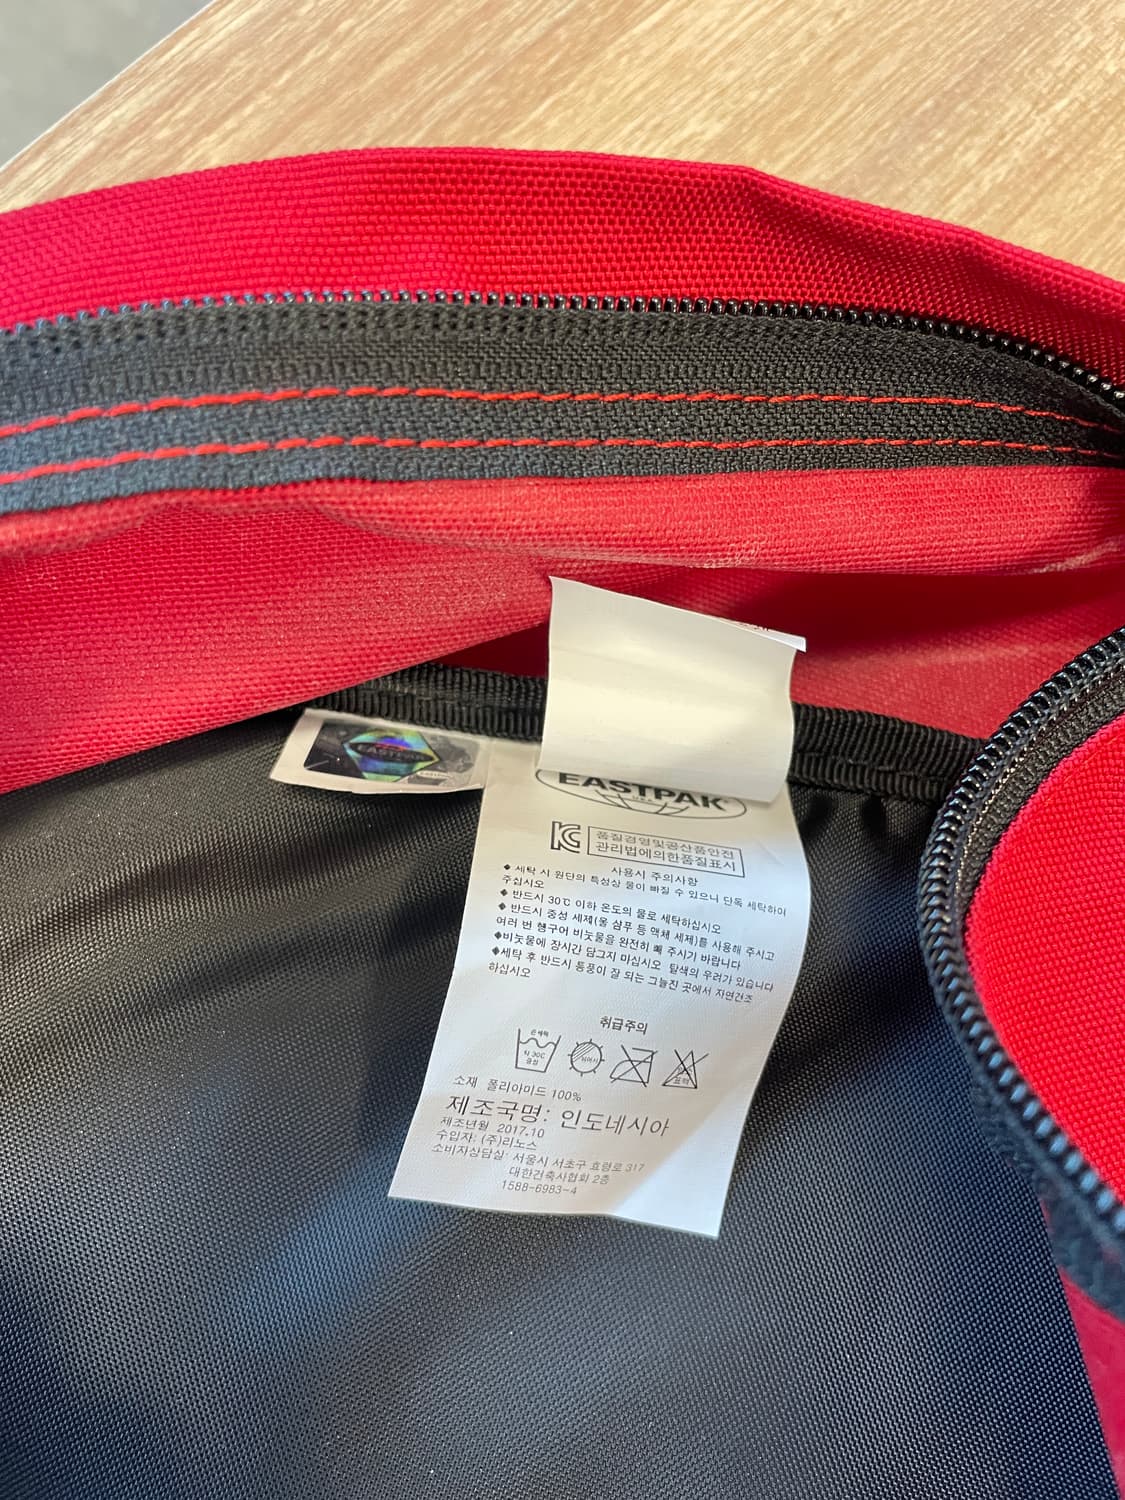 EASTPAK
EASTPAK
USA
품질경영및공산품안전
관리법에의한품질표시
사용시 주의사항
◆ 세탁 시 원단의 특성상 물이 빠질 수 있으니 단독 세탁하여
주십시오
◆ 반드시 30℃ 이하 온도의 물로 세탁하십시오
◆ 반드시 중성 세제(울 샴푸 등 액체 세제)를 사용해 주시고
여러 번 헹구어 비눗물을 완전히 빼 주시기 바랍니다
◆비눗물에 장시간 담그지 마십시오 탈색의 우려가 있습니다
◆세탁 후 반드시 통풍이 잘 되는 그늘진 곳에서 자연건조
하십시오
취급주의
손세탁
약 30℃
중성
소재 폴리아미드 100%
제조국명: 인도네시아
제조년월 2017.10
수입자: (주)리노스
소비자상담실: 서울시 서초구 효령로 317
대한건축사협회 2층
1588-6983-4